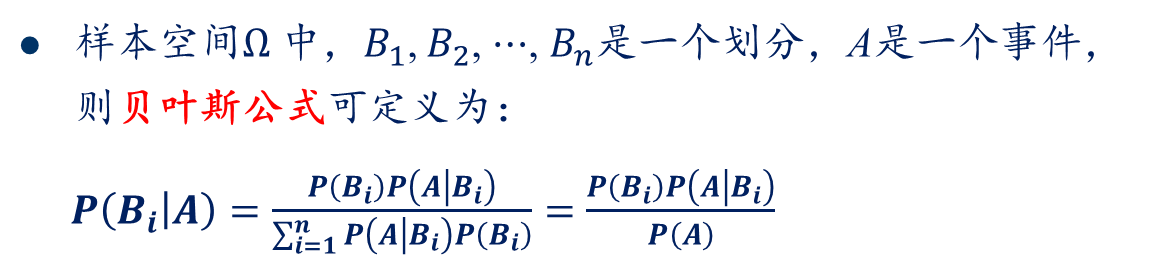 • 样本空间Ω 中，B₁, B₂, ⋯, Bₙ是一个划分，A是一个事件，
则贝叶斯公式可定义为：
P(Bᵢ|A) = \frac{P(Bᵢ)P(A|Bᵢ)}{∑_{i=1}^{n} P(A|Bᵢ)P(Bᵢ)} = \frac{P(Bᵢ)P(A|Bᵢ)}{P(A)}